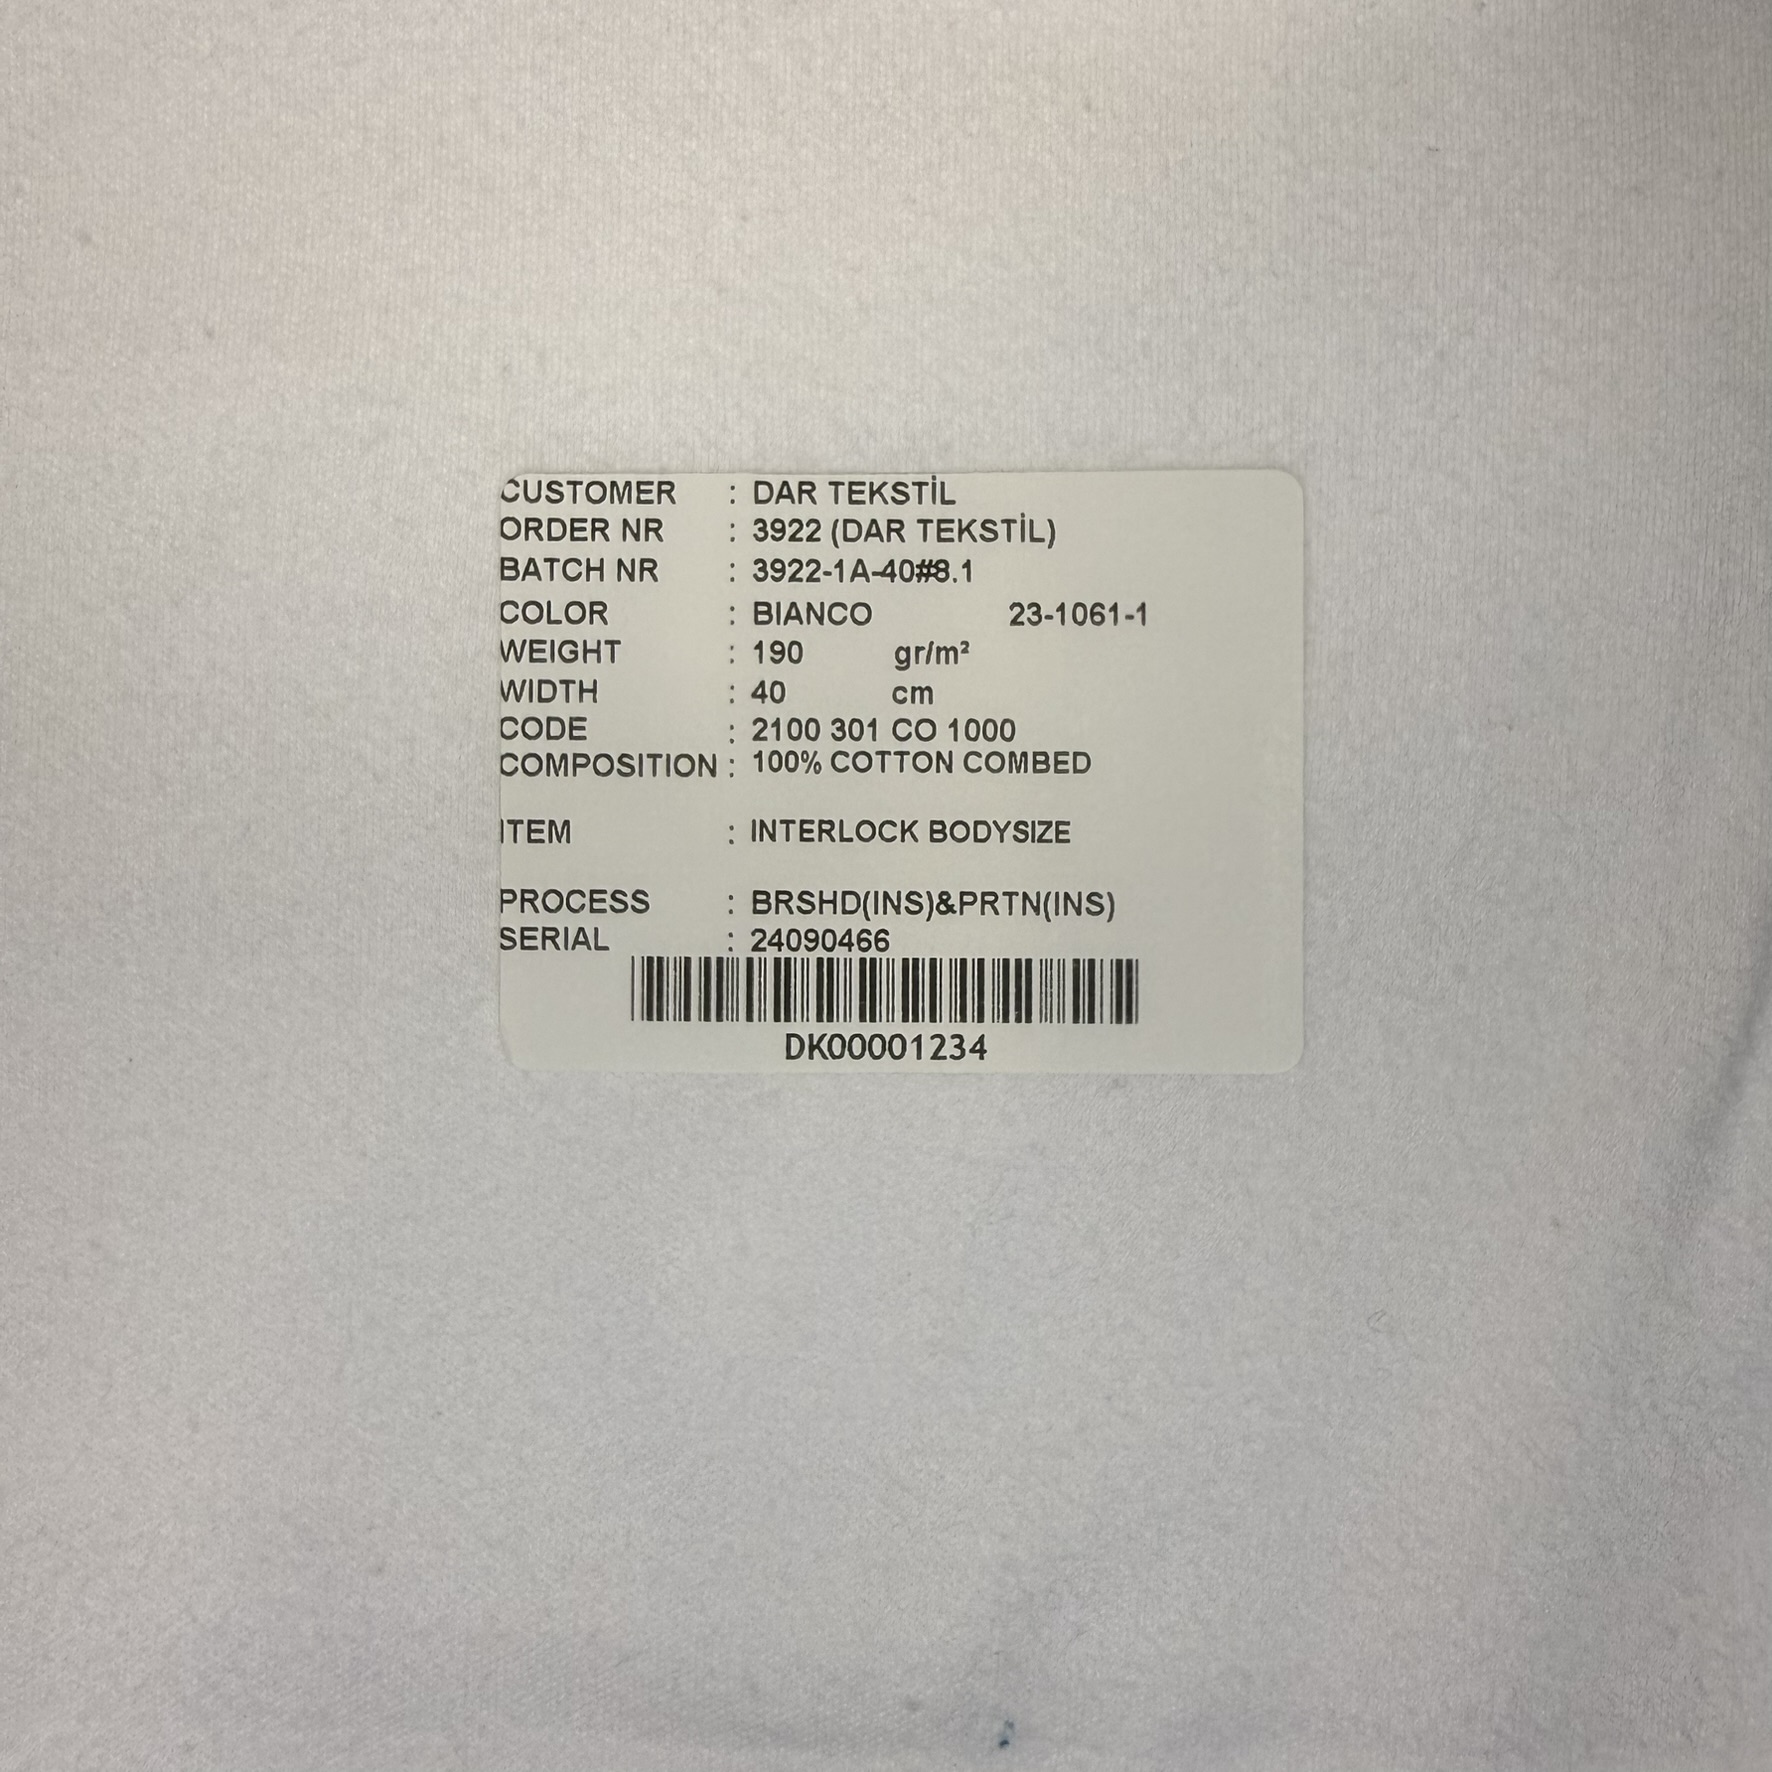 CUSTOMER : DAR TEKSTİL
ORDER NR : 3922 (DAR TEKSTİL)
BATCH NR : 3922-1A-40#8.1
COLOR : BIANCO 23-1061-1
WEIGHT : 190 gr/m²
WIDTH : 40 cm
CODE : 2100 301 CO 1000
COMPOSITION : 100% COTTON COMBED
ITEM : INTERLOCK BODYSIZE
PROCESS : BRSHD(INS)&PRTN(INS)
SERIAL : 24090466
DK00001234